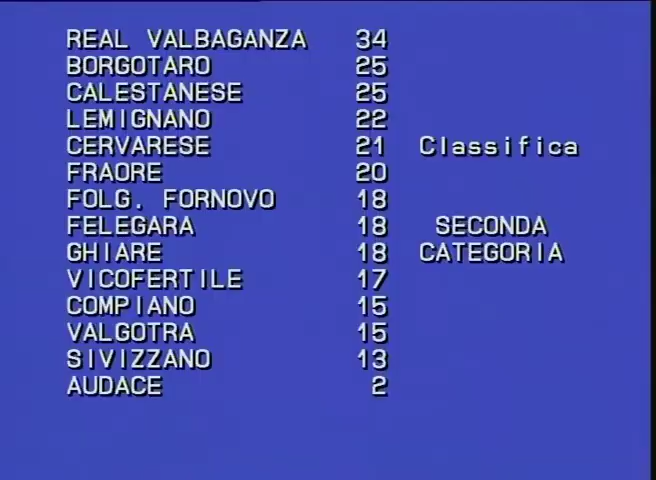 REAL VALBAGANZA 34
BORGOTARO 25
CALESTANESE 25
LEMIGNANO 22
CERVARESE 21 Classifica
FRAORE 20
FOLG. FORNOVO 18
FELEGARA 18 SECONDA
GHIARE 18 CATEGORIA
VICOFERTILE 17
COMPIANO 15
VALGOTRA 15
SIVIZZANO 13
AUDACE 2